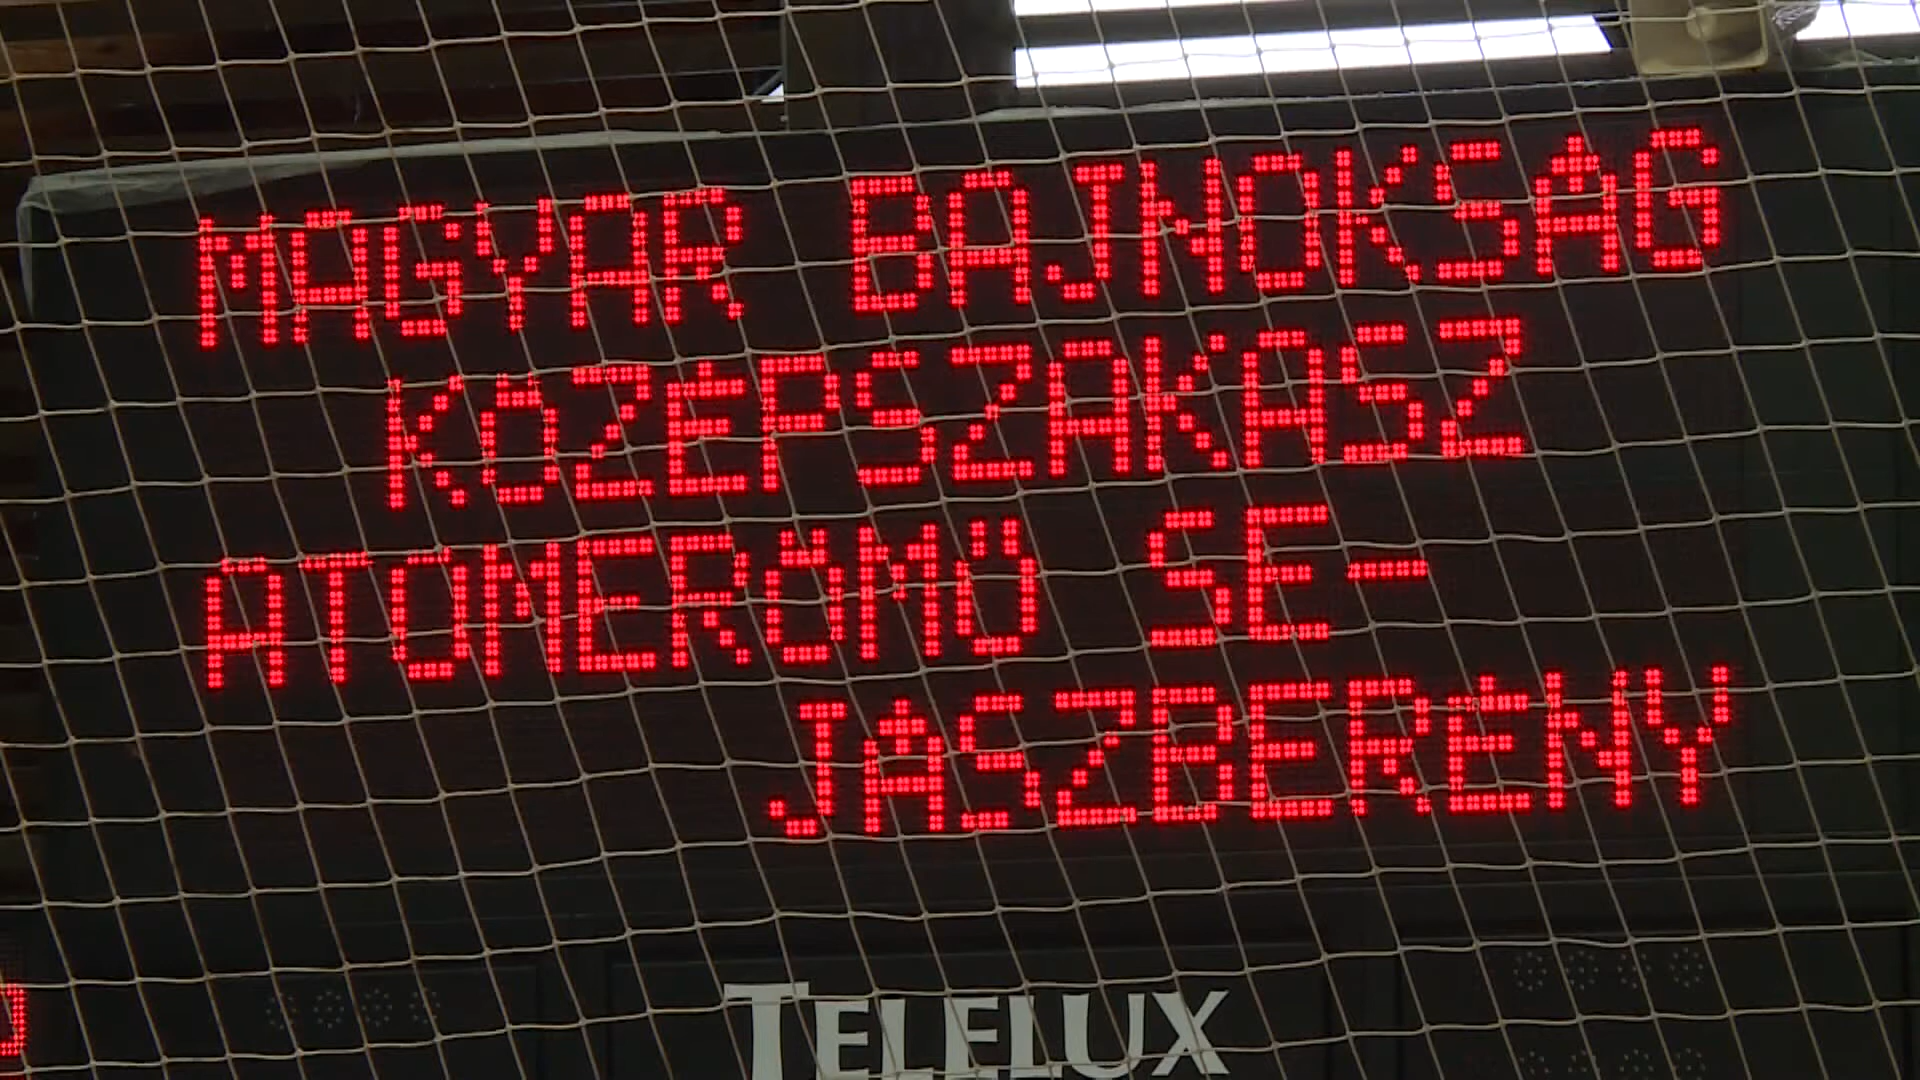 MAGYAR BAJNOKSÁG
KÖZÉPSZAKASZ
ATOMERŐMŰ SE-
JÁSZBERÉNY
TELELUX